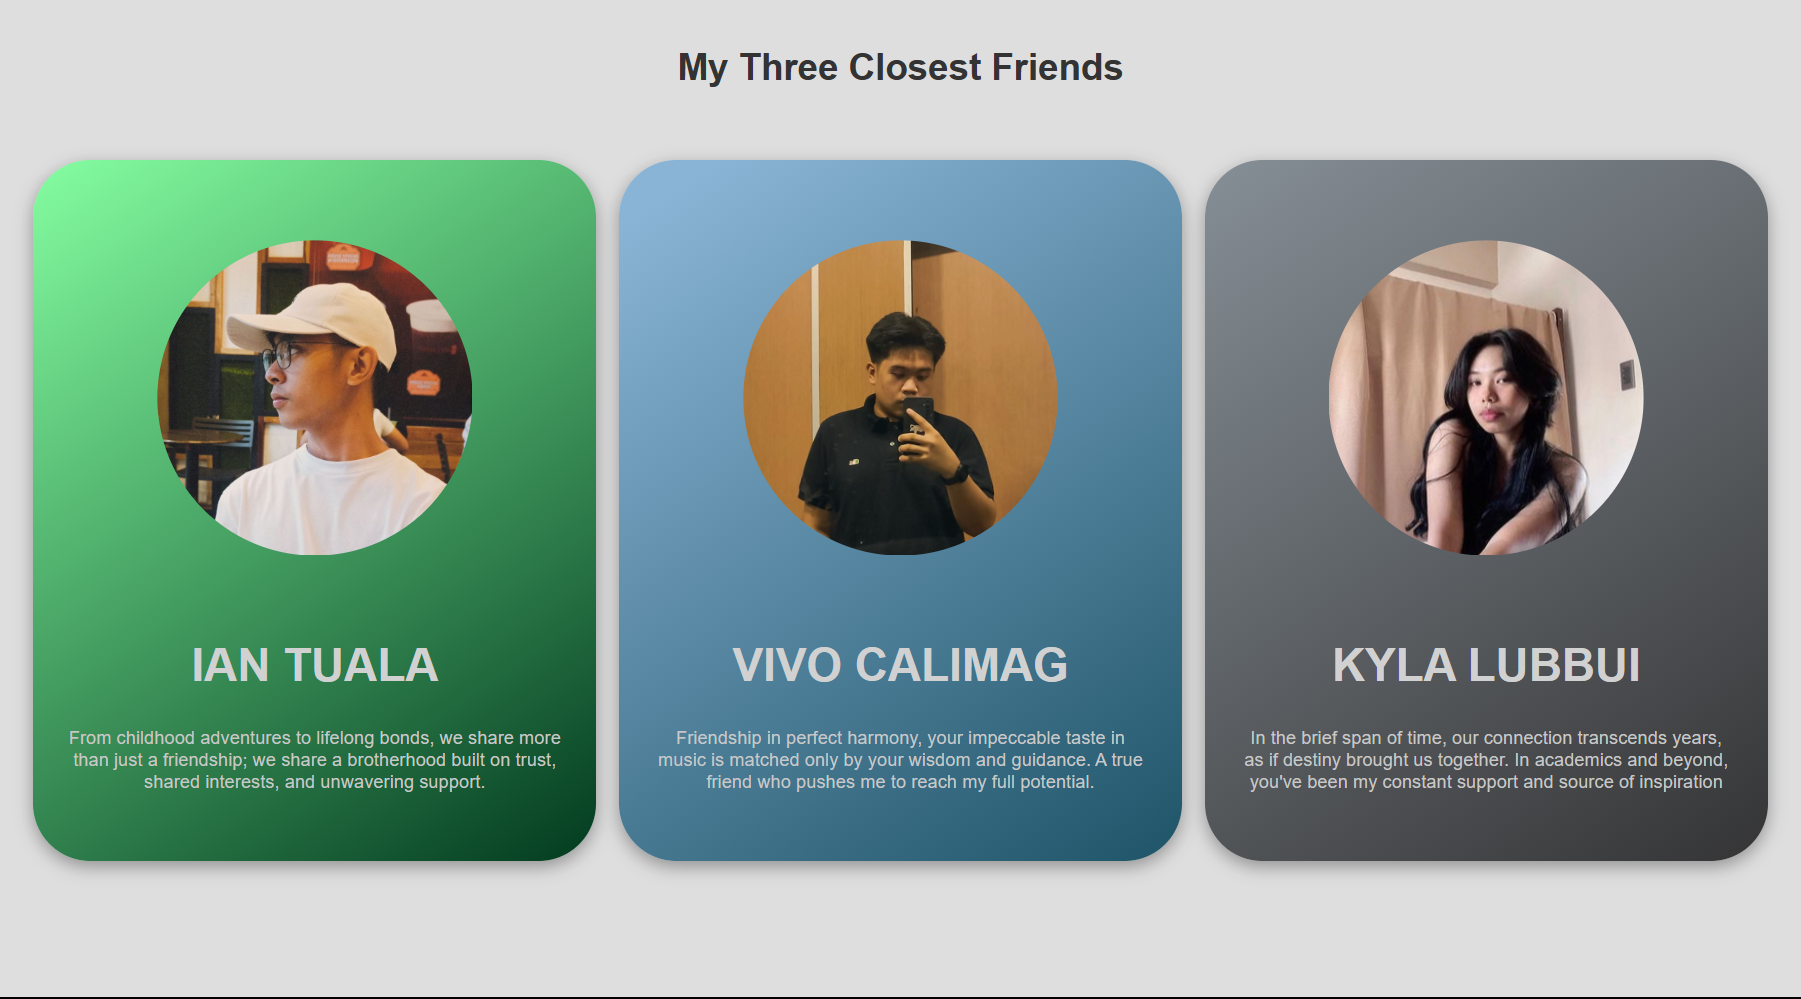 My Three Closest Friends
IAN TUALA
From childhood adventures to lifelong bonds, we share more
than just a friendship; we share a brotherhood built on trust,
shared interests, and unwavering support.
VIVO CALIMAG
Friendship in perfect harmony, your impeccable taste in
music is matched only by your wisdom and guidance. A true
friend who pushes me to reach my full potential.
KYLA LUBBUI
In the brief span of time, our connection transcends years,
as if destiny brought us together. In academics and beyond,
you've been my constant support and source of inspiration